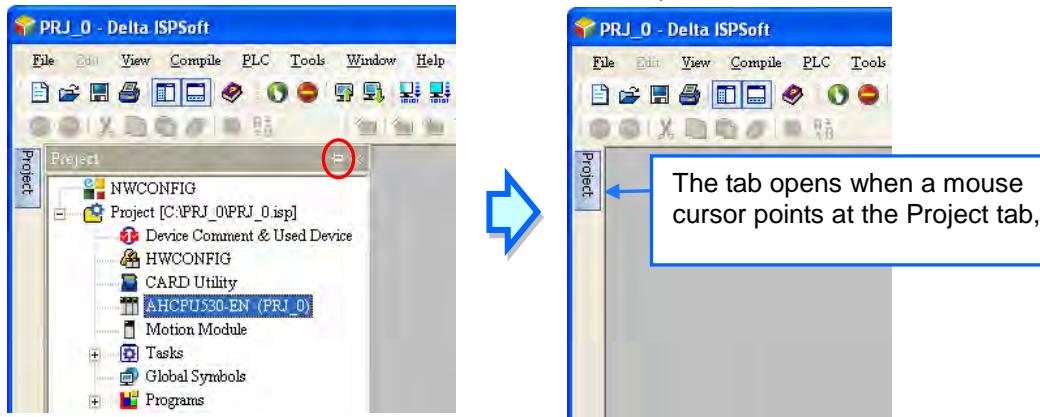 PRJ_0 - Delta ISPSoft
File Edit View Compile PLC Tools Window Help
Project
Project
NWCONFIG
Project [C:\PRJ_0\PRJ_0.isp]
Device Comment & Used Device
HWCONFIG
CARD Utility
AHCPU530-EN (PRJ_0)
Motion Module
Tasks
Global Symbols
Programs
PRJ_0 - Delta ISPSoft
File Edit View Compile PLC Tools
Project
The tab opens when a mouse
cursor points at the Project tab,